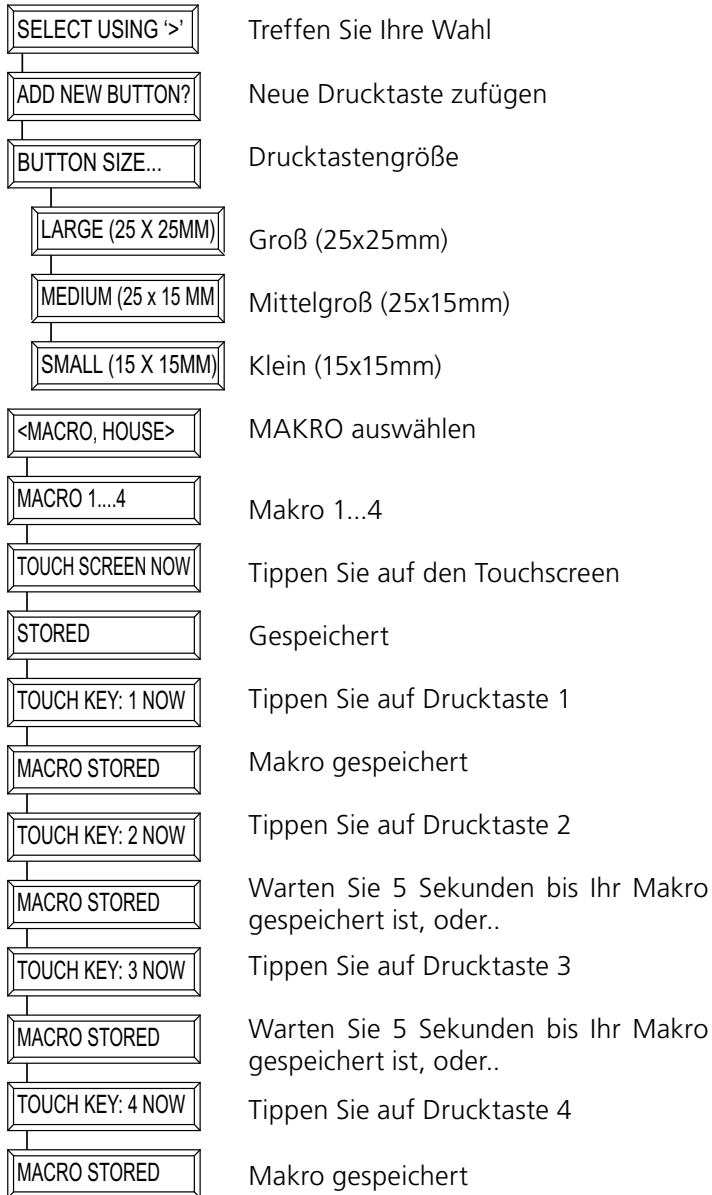 SELECT USING ‘>’ Treffen Sie Ihre Wahl
ADD NEW BUTTON? Neue Drucktaste zufügen
BUTTON SIZE... Drucktastengröße
LARGE (25 X 25MM) Groß (25x25mm)
MEDIUM (25 x 15 MM Mittelgroß (25x15mm)
SMALL (15 X 15MM) Klein (15x15mm)
<MACRO, HOUSE> MAKRO auswählen
MACRO 1....4 Makro 1...4
TOUCH SCREEN NOW Tippen Sie auf den Touchscreen
STORED Gespeichert
TOUCH KEY: 1 NOW Tippen Sie auf Drucktaste 1
MACRO STORED Makro gespeichert
TOUCH KEY: 2 NOW Tippen Sie auf Drucktaste 2
MACRO STORED Warten Sie 5 Sekunden bis Ihr Makro
gespeichert ist, oder..
TOUCH KEY: 3 NOW Tippen Sie auf Drucktaste 3
MACRO STORED Warten Sie 5 Sekunden bis Ihr Makro
gespeichert ist, oder..
TOUCH KEY: 4 NOW Tippen Sie auf Drucktaste 4
MACRO STORED Makro gespeichert